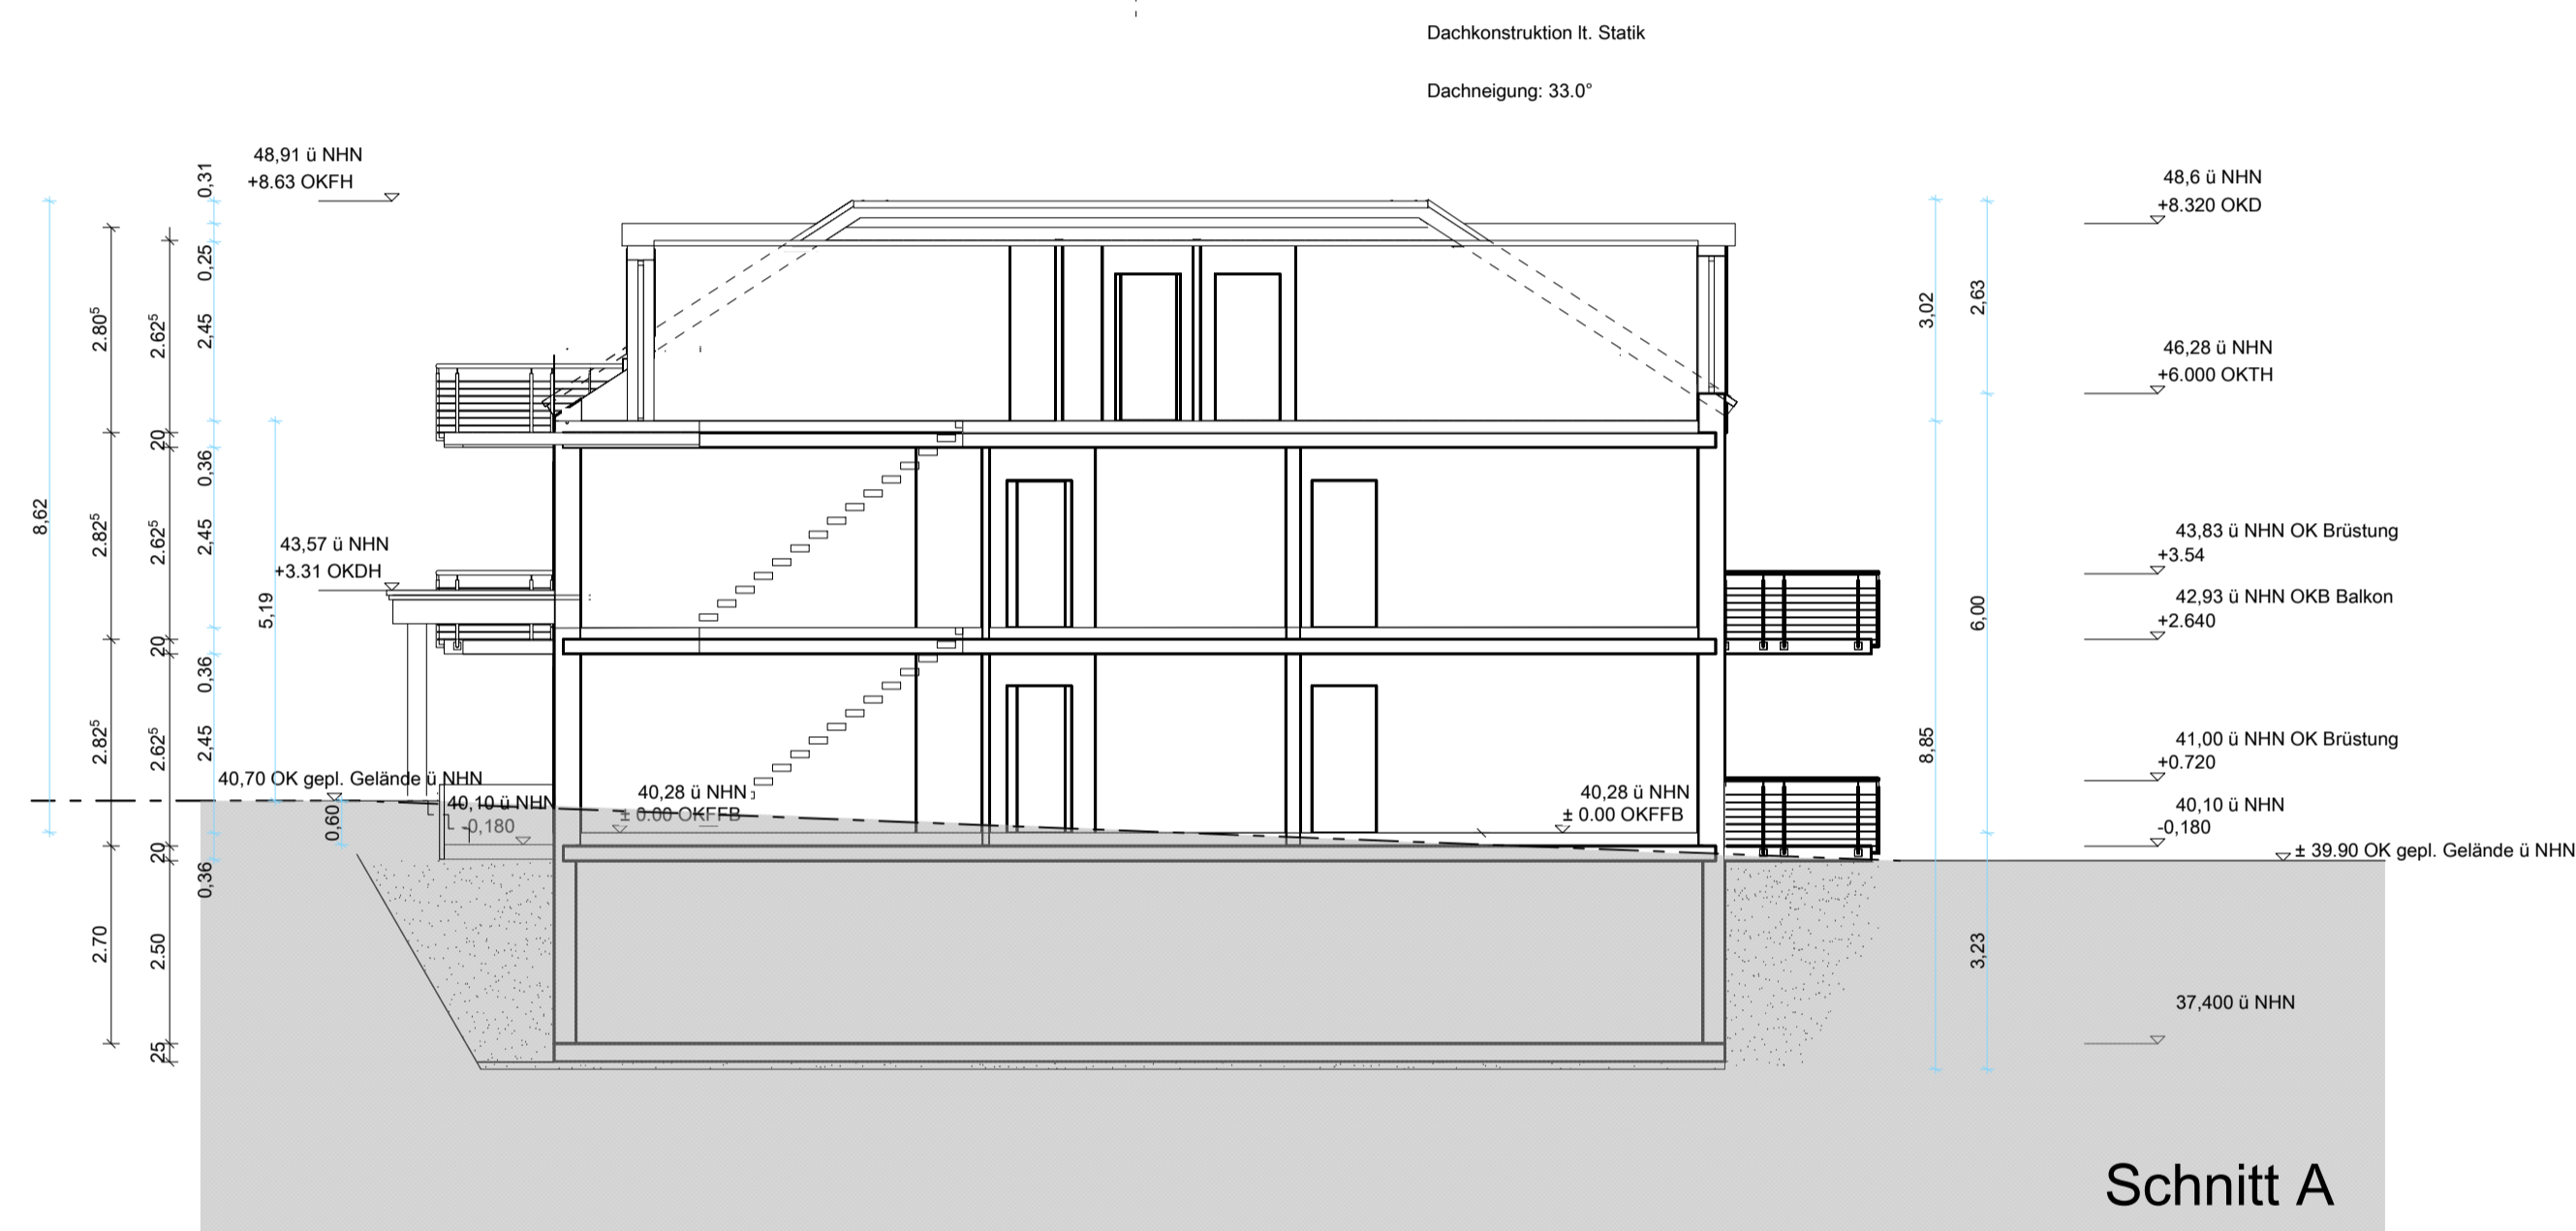 Dachkonstruktion lt. Statik
Dachneigung: 33.0°
48,91 ü NHN
+8.63 OKFH
0,31
48,6 ü NHN
+8.320 OKD
0,25
2.80⁵
2.62⁵
2,45
3,02
2,63
46,28 ü NHN
+6.000 OKTH
20
0,36
8,62
2.82⁵
2.62⁵
2,45
43,57 ü NHN
+3.31 OKDH
5,19
43,83 ü NHN OK Brüstung
+3.54
42,93 ü NHN OKB Balkon
+2.640
6,00
20
0,36
2.82⁵
2.62⁵
2,45
8,85
41,00 ü NHN OK Brüstung
+0.720
40,70 OK gepl. Gelände ü NHN
40,10 ü NHN
-0,180
0,60
40,28 ü NHN
± 0.00 OKFFB
40,28 ü NHN
± 0.00 OKFFB
40,10 ü NHN
-0,180
± 39.90 OK gepl. Gelände ü NHN
20
0,36
2.70
2.50
3,23
37,400 ü NHN
25
Schnitt A